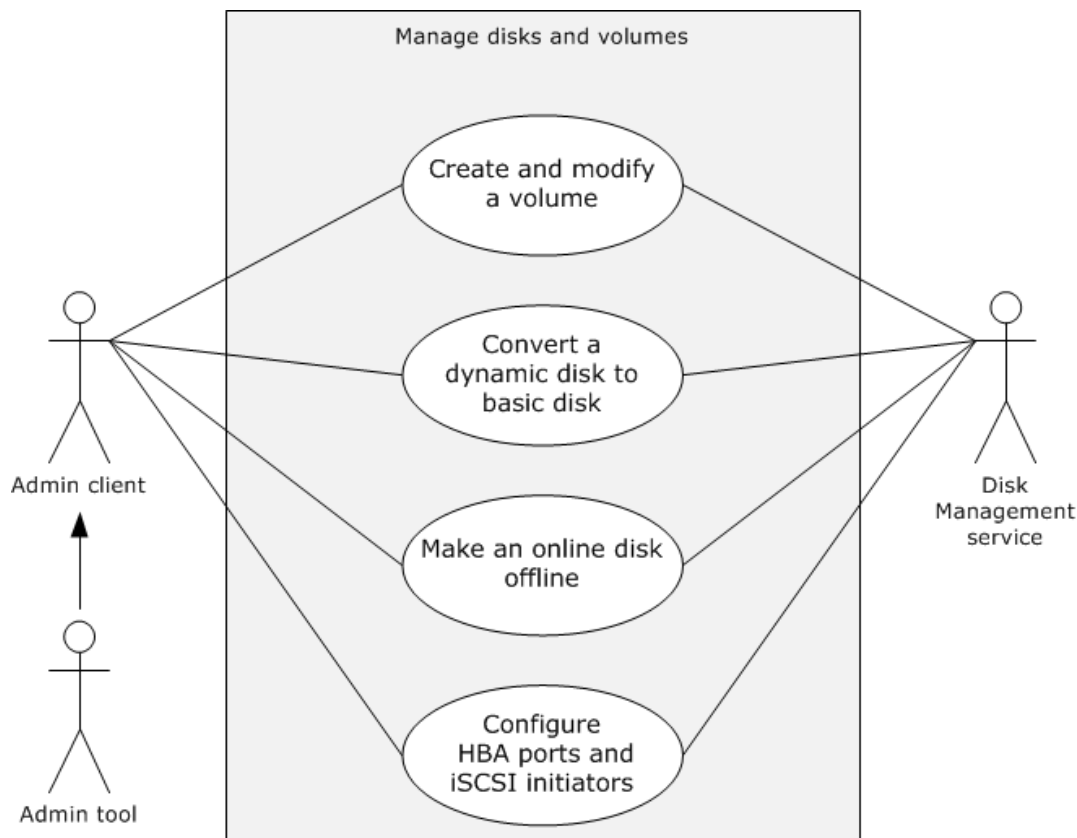 Manage disks and volumes
Create and modify
a volume
Convert a
dynamic disk to
basic disk
Admin client
Disk
Management
service
Make an online disk
offline
Configure
HBA ports and
iSCSI initiators
Admin tool